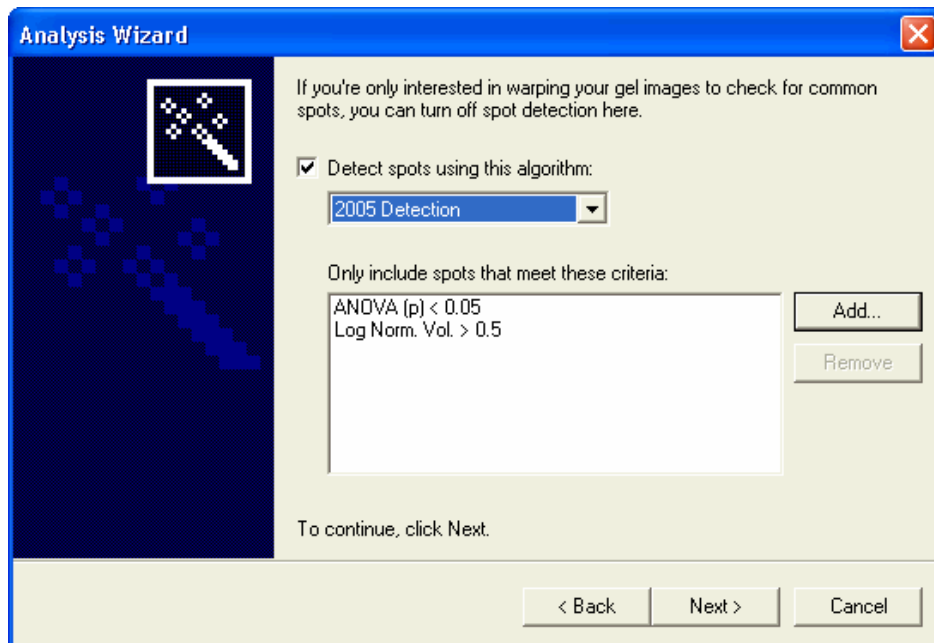 Analysis Wizard
If you're only interested in warping your gel images to check for common
spots, you can turn off spot detection here.
Detect spots using this algorithm:
2005 Detection
Only include spots that meet these criteria:
ANOVA (p) < 0.05
Log Norm. Vol. > 0.5
Add...
Remove
To continue, click Next.
< Back
Next >
Cancel